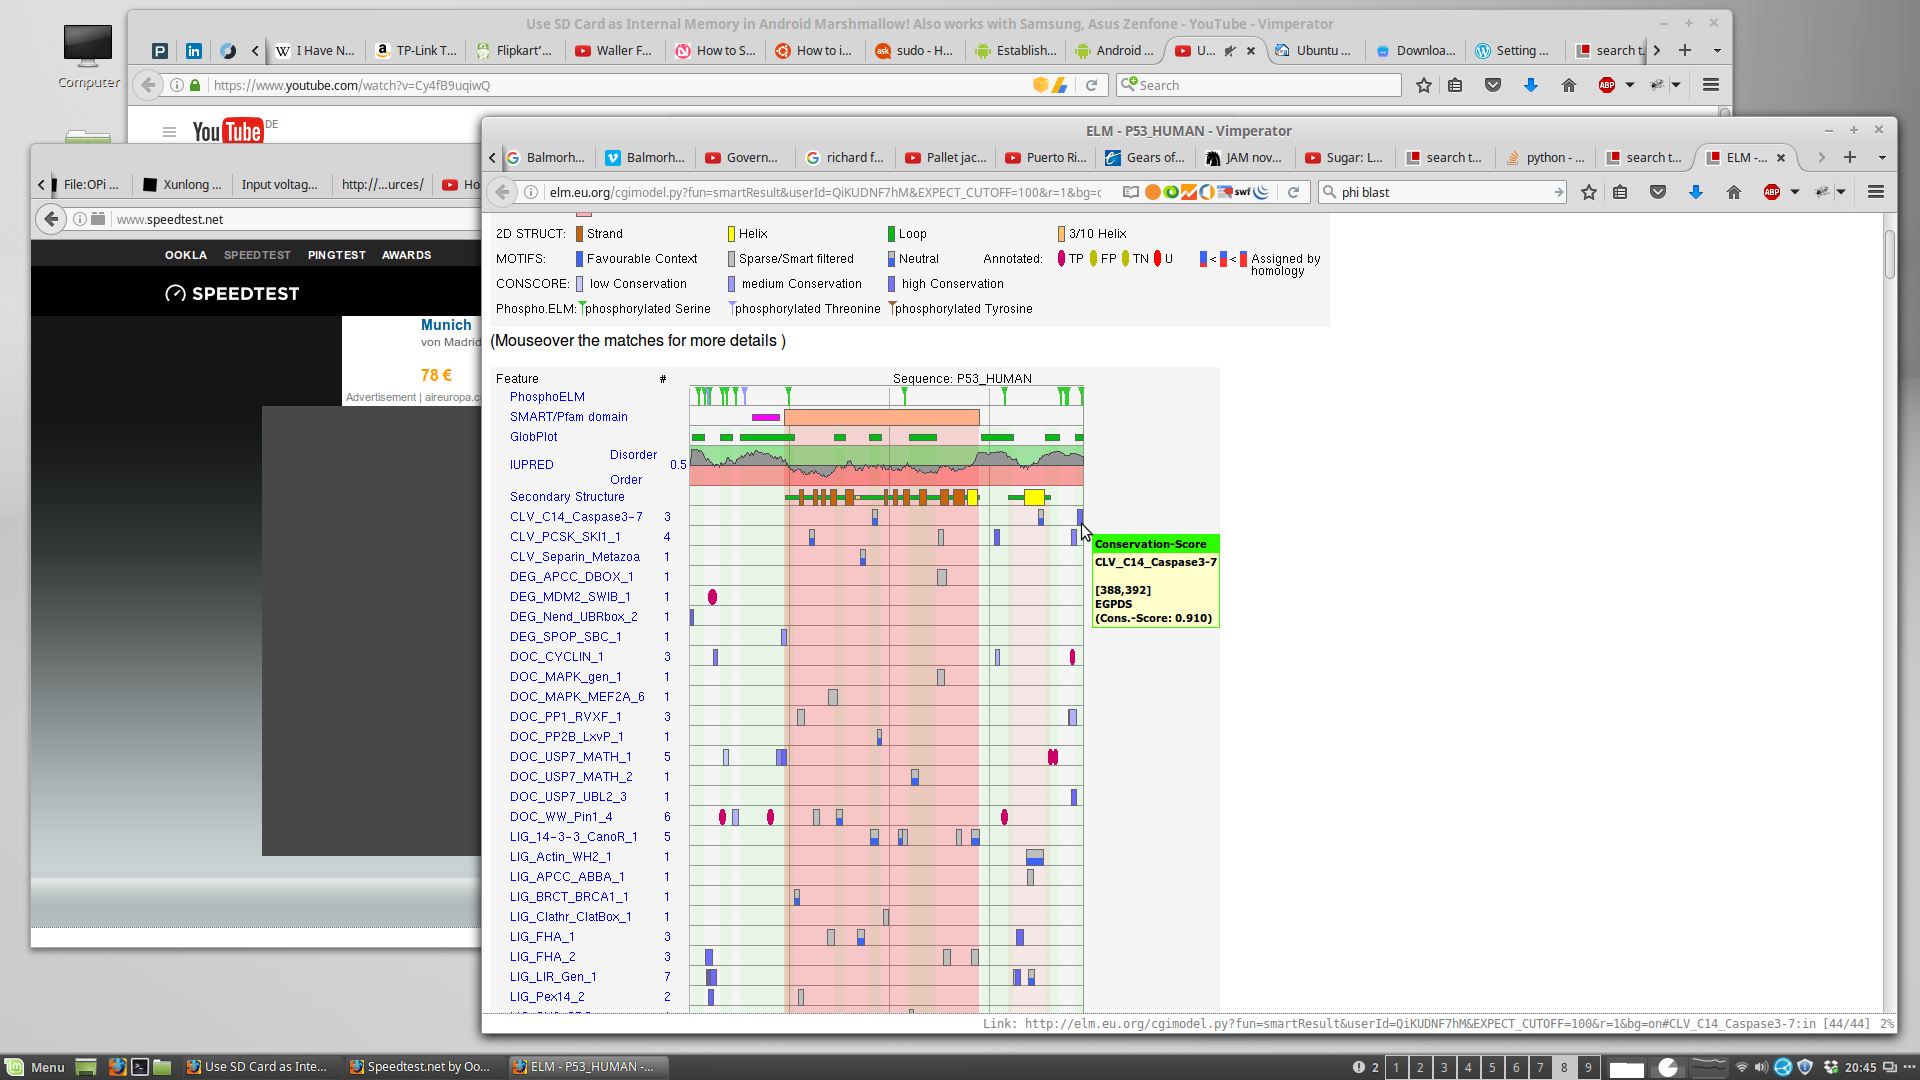 Use SD Card as Internal Memory in Android Marshmallow! Also works with Samsung, Asus Zenfone - YouTube - Vimperator
Computer
I Have N... TP-Link T... Flipkart'... Waller F... How to S... How to i... sudo - H... Establish... Android ... U... Ubuntu ... Downloa... Setting ... search t.
https://www.youtube.com/watch?v=Cy4fB9uqiwQ
Search
YouTube DE
ELM - P53_HUMAN - Vimperator
Balmorh... Balmorh... Govern... richard f... Pallet jac... Puerto Ri... Gears of... JAM nov... Sugar: L... search t... python - ... search t... ELM -...
File:OPi ... Xunlong ... Input voltag... http://...urces/ Ho
elm.eu.org/cgimodel.py?fun=smartResult&userId=QiKUDNF7hM&EXPECT_CUTOFF=100&r=1&bg=c
swf
phi blast
ABP
www.speedtest.net
OOKLA SPEEDTEST PINGTEST AWARDS
SPEEDTEST
Munich
von Madrid
78 €
Advertisement | aireuropa.c
2D STRUCT: Strand Helix Loop 3/10 Helix
MOTIFS: Favourable Context Sparse/Smart filtered Neutral Annotated: TP FP TN U < < Assigned by homology
CONSCORE: low Conservation medium Conservation high Conservation
Phospho.ELM: phosphorylated Serine phosphorylated Threonine phosphorylated Tyrosine
(Mouseover the matches for more details )
Feature # Sequence: P53_HUMAN
PhosphoELM
SMART/Pfam domain
GlobPlot
Disorder
IUPRED 0.5
Order
Secondary Structure
CLV_C14_Caspase3-7 3
CLV_PCSK_SKI1_1 4
CLV_Separin_Metazoa 1
DEG_APCC_DBOX_1 1
DEG_MDM2_SWIB_1 1
DEG_Nend_UBRbox_2 1
DEG_SPOP_SBC_1 1
DOC_CYCLIN_1 3
DOC_MAPK_gen_1 1
DOC_MAPK_MEF2A_6 1
DOC_PP1_RVXF_1 3
DOC_PP2B_LxvP_1 1
DOC_USP7_MATH_1 5
DOC_USP7_MATH_2 1
DOC_USP7_UBL2_3 1
DOC_WW_Pin1_4 6
LIG_14-3-3_CanoR_1 5
LIG_Actin_WH2_1 1
LIG_APCC_ABBA_1 1
LIG_BRCT_BRCA1_1 1
LIG_Clathr_ClatBox_1 1
LIG_FHA_1 3
LIG_FHA_2 3
LIG_LIR_Gen_1 7
LIG_Pex14_2 2
Conservation-Score
CLV_C14_Caspase3-7
[388,392]
EGPDS
(Cons.-Score: 0.910)
Link: http://elm.eu.org/cgimodel.py?fun=smartResult&userId=QiKUDNF7hM&EXPECT_CUTOFF=100&r=1&bg=on#CLV_C14_Caspase3-7:in [44/44] 2%
Menu Use SD Card as Inte... Speedtest.net by Oo... ELM - P53_HUMAN -... 2 1 2 3 4 5 6 7 8 9 20:45